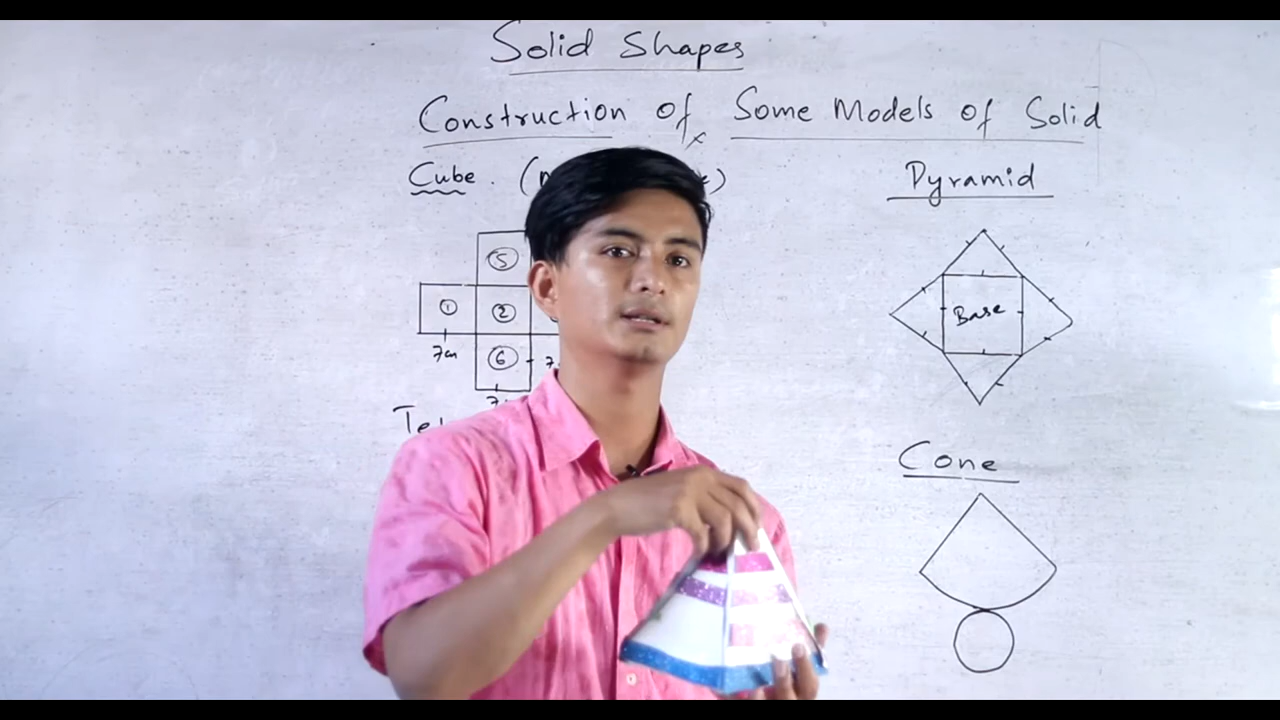 Solid Shapes
Construction of Some Models of Solid
Cube.
5
1 2
7cm
6
Pyramid
Base
Cone